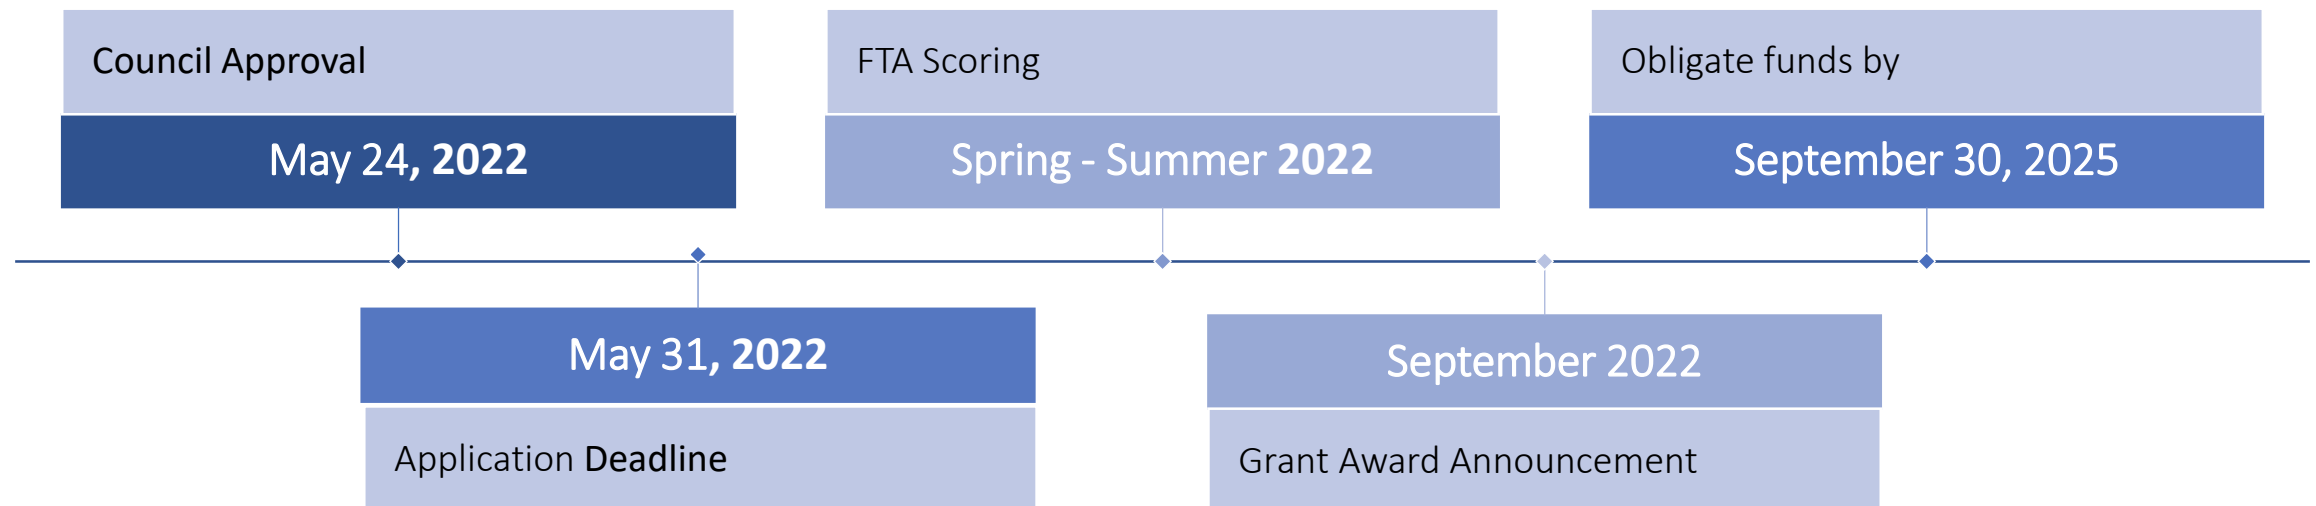 Council Approval
May 24, 2022
May 31, 2022
Application Deadline
FTA Scoring
Spring - Summer 2022
September 2022
Grant Award Announcement
Obligate funds by
September 30, 2025